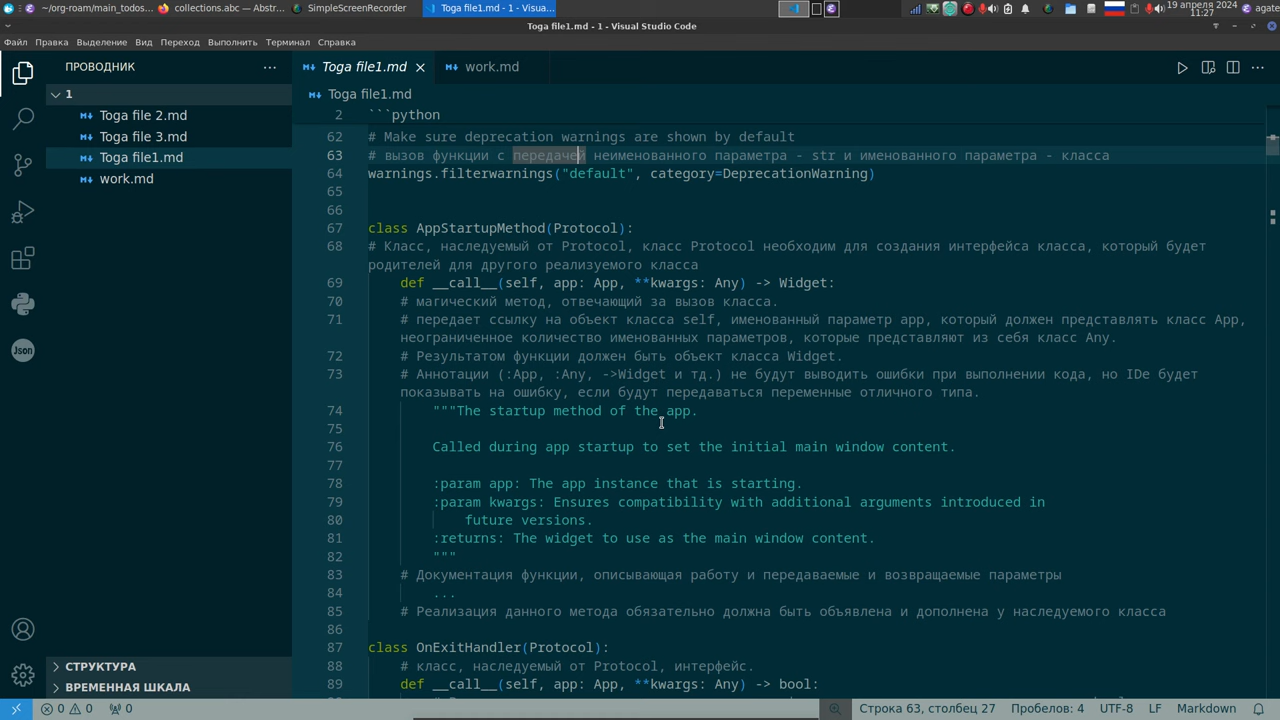 ~/org-roam/main_todos...
collections.abc — Abstr...
SimpleScreenRecorder
Toga file1.md - 1 - Visua...
19 апреля 2024
11:27
agate
Toga file1.md - 1 - Visual Studio Code
Файл Правка Выделение Вид Переход Выполнить Терминал Справка
ПРОВОДНИК
Toga file1.md
work.md
1
Toga file1.md
Toga file 2.md
Toga file 3.md
Toga file1.md
work.md
2 ```python
62 # Make sure deprecation warnings are shown by default
63 # вызов функции с передачей неименованного параметра - str и именованного параметра - класса
64 warnings.filterwarnings("default", category=DeprecationWarning)
65
66
67 class AppStartupMethod(Protocol):
68 # Класс, наследуемый от Protocol, класс Protocol необходим для создания интерфейса класса, который будет
родителей для другого реализуемого класса
69 def __call__(self, app: App, **kwargs: Any) -> Widget:
70 # магический метод, отвечающий за вызов класса.
71 # передает ссылку на объект класса self, именованный параметр app, который должен представлять класс App,
неограниченное количество именованных параметров, которые представляют из себя класс Any.
72 # Результатом функции должен быть объект класса Widget.
73 # Аннотации (:App, :Any, ->Widget и тд.) не будут выводить ошибки при выполнении кода, но IDe будет
показывать на ошибку, если будут передаваться переменные отличного типа.
74 """The startup method of the app.
75
76 Called during app startup to set the initial main window content.
77
78 :param app: The app instance that is starting.
79 :param kwargs: Ensures compatibility with additional arguments introduced in
80 future versions.
81 :returns: The widget to use as the main window content.
82 """
83 # Документация функции, описывающая работу и передаваемые и возвращаемые параметры
84 ...
85 # Реализация данного метода обязательно должна быть объявлена и дополнена у наследуемого класса
86
87 class OnExitHandler(Protocol):
88 # класс, наследуемый от Protocol, интерфейс.
89 def __call__(self, app: App, **kwargs: Any) -> bool:
Json
СТРУКТУРА
ВРЕМЕННАЯ ШКАЛА
0 0 0
Строка 63, столбец 27 Пробелов: 4 UTF-8 LF Markdown